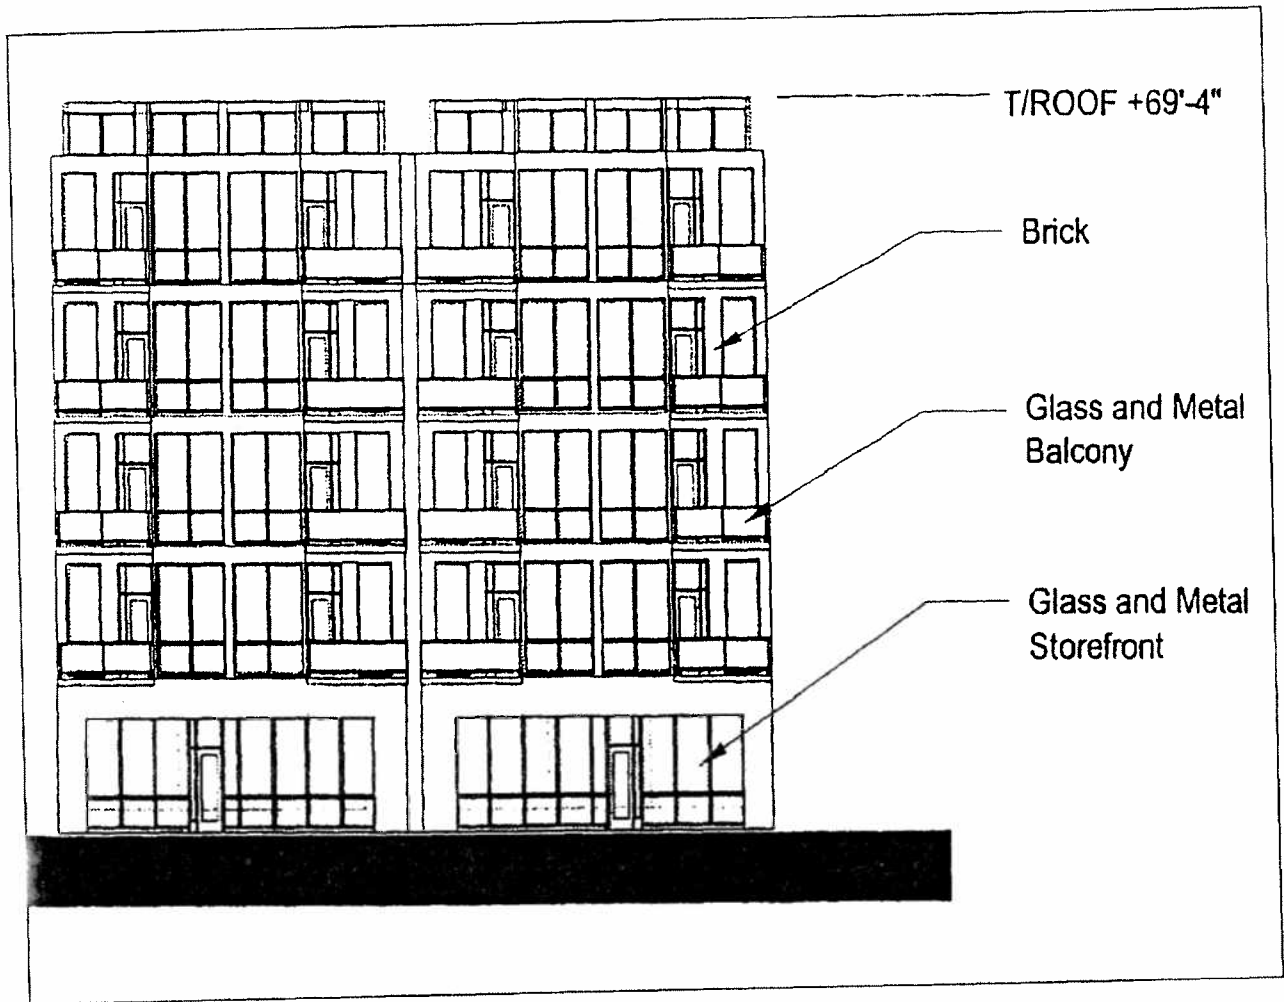 T/ROOF +69'-4"
Brick
Glass and Metal
Balcony
Glass and Metal
Storefront